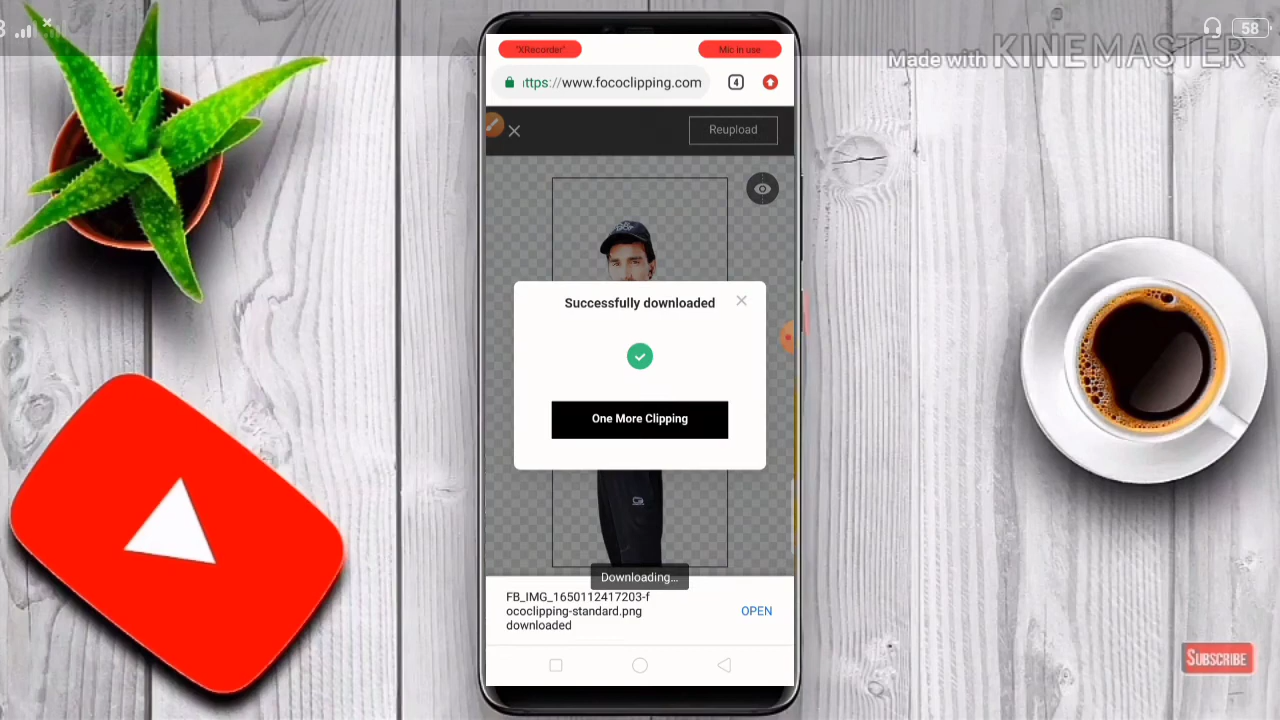 58
Made with KINEMASTER
"XRecorder"
Mic in use
ttps://www.fococlipping.com
4
Reupload
Successfully downloaded
One More Clipping
Downloading...
FB_IMG_1650112417203-f
ococlipping-standard.png
downloaded
OPEN
SUBSCRIBE